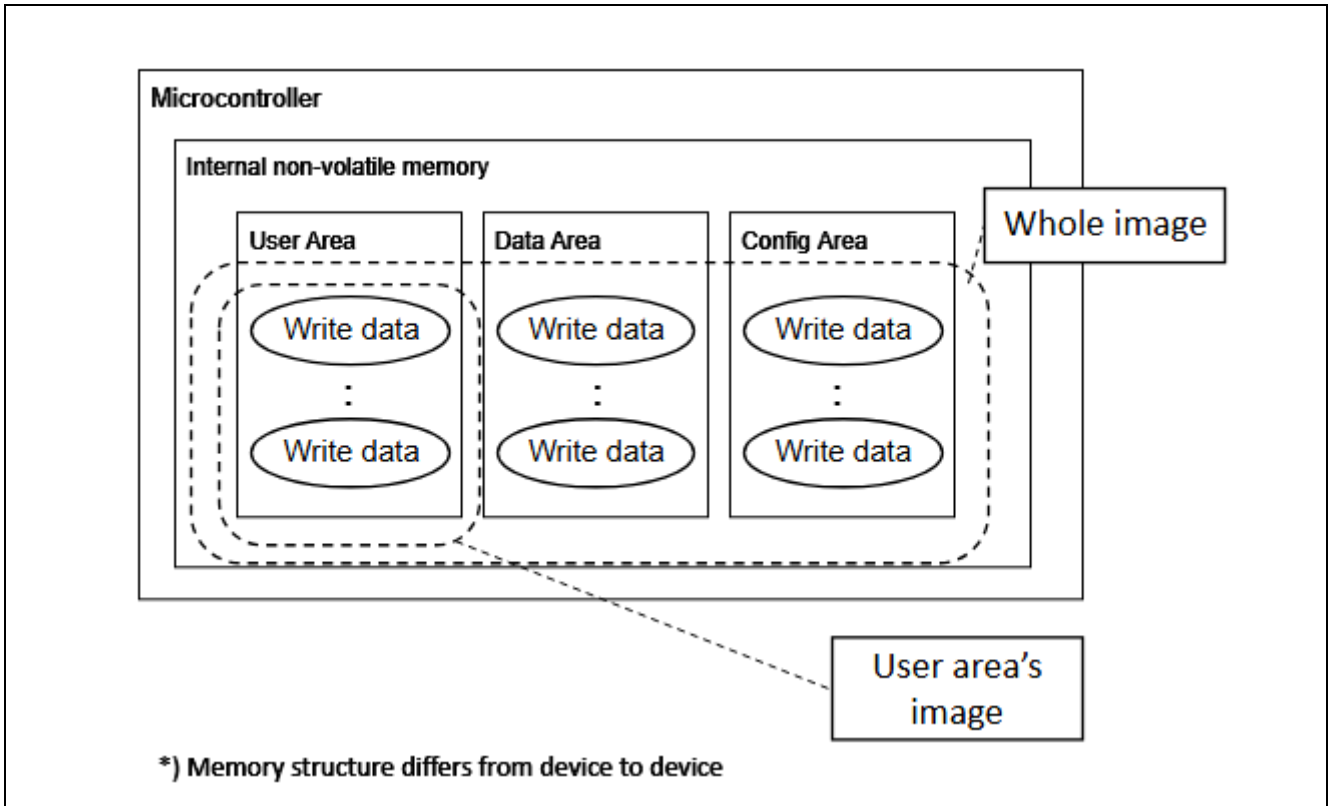 Microcontroller
Internal non-volatile memory
Whole image
User Area
Data Area
Config Area
Write data
Write data
Write data
:
:
:
Write data
Write data
Write data
User area's
image
*) Memory structure differs from device to device